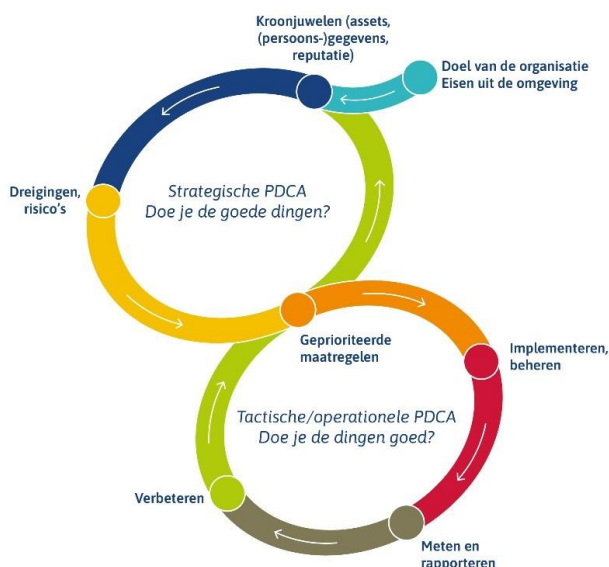 Kroonjuwelen (assets,
(persoons-)gegevens,
reputatie)
Doel van de organisatie
Eisen uit de omgeving
Dreigingen,
risico's
Strategische PDCA
Doe je de goede dingen?
Geprioriteerde
maatregelen
Implementeren,
beheren
Tactische/operationele PDCA
Doe je de dingen goed?
Verbeteren
Meten en
rapporteren